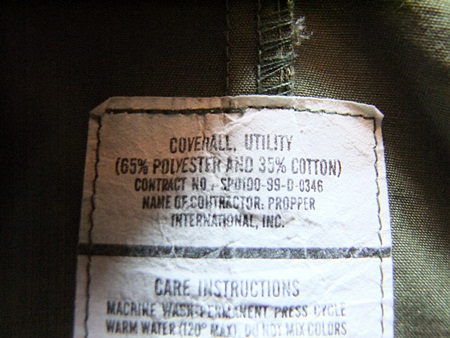 COVERALL, UTILITY
(65% POLYESTER AND 35% COTTON)
CONTRACT NO.: SPO100-99-D-0346
NAME OF CONTRACTOR: PROPPER
INTERNATIONAL, INC.
CARE INSTRUCTIONS
MACHINE WASH-PERMANENT PRESS CYCLE
WARM WATER (120° MAX). DO NOT MIX COLORS